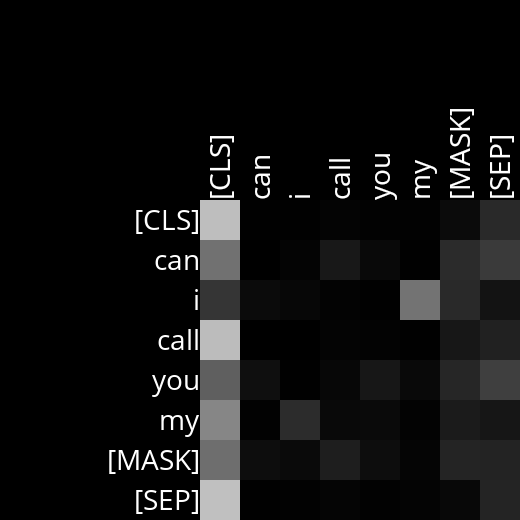 [CLS] can i call you my [MASK] [SEP]
[CLS]
can
i
call
you
my
[MASK]
[SEP]